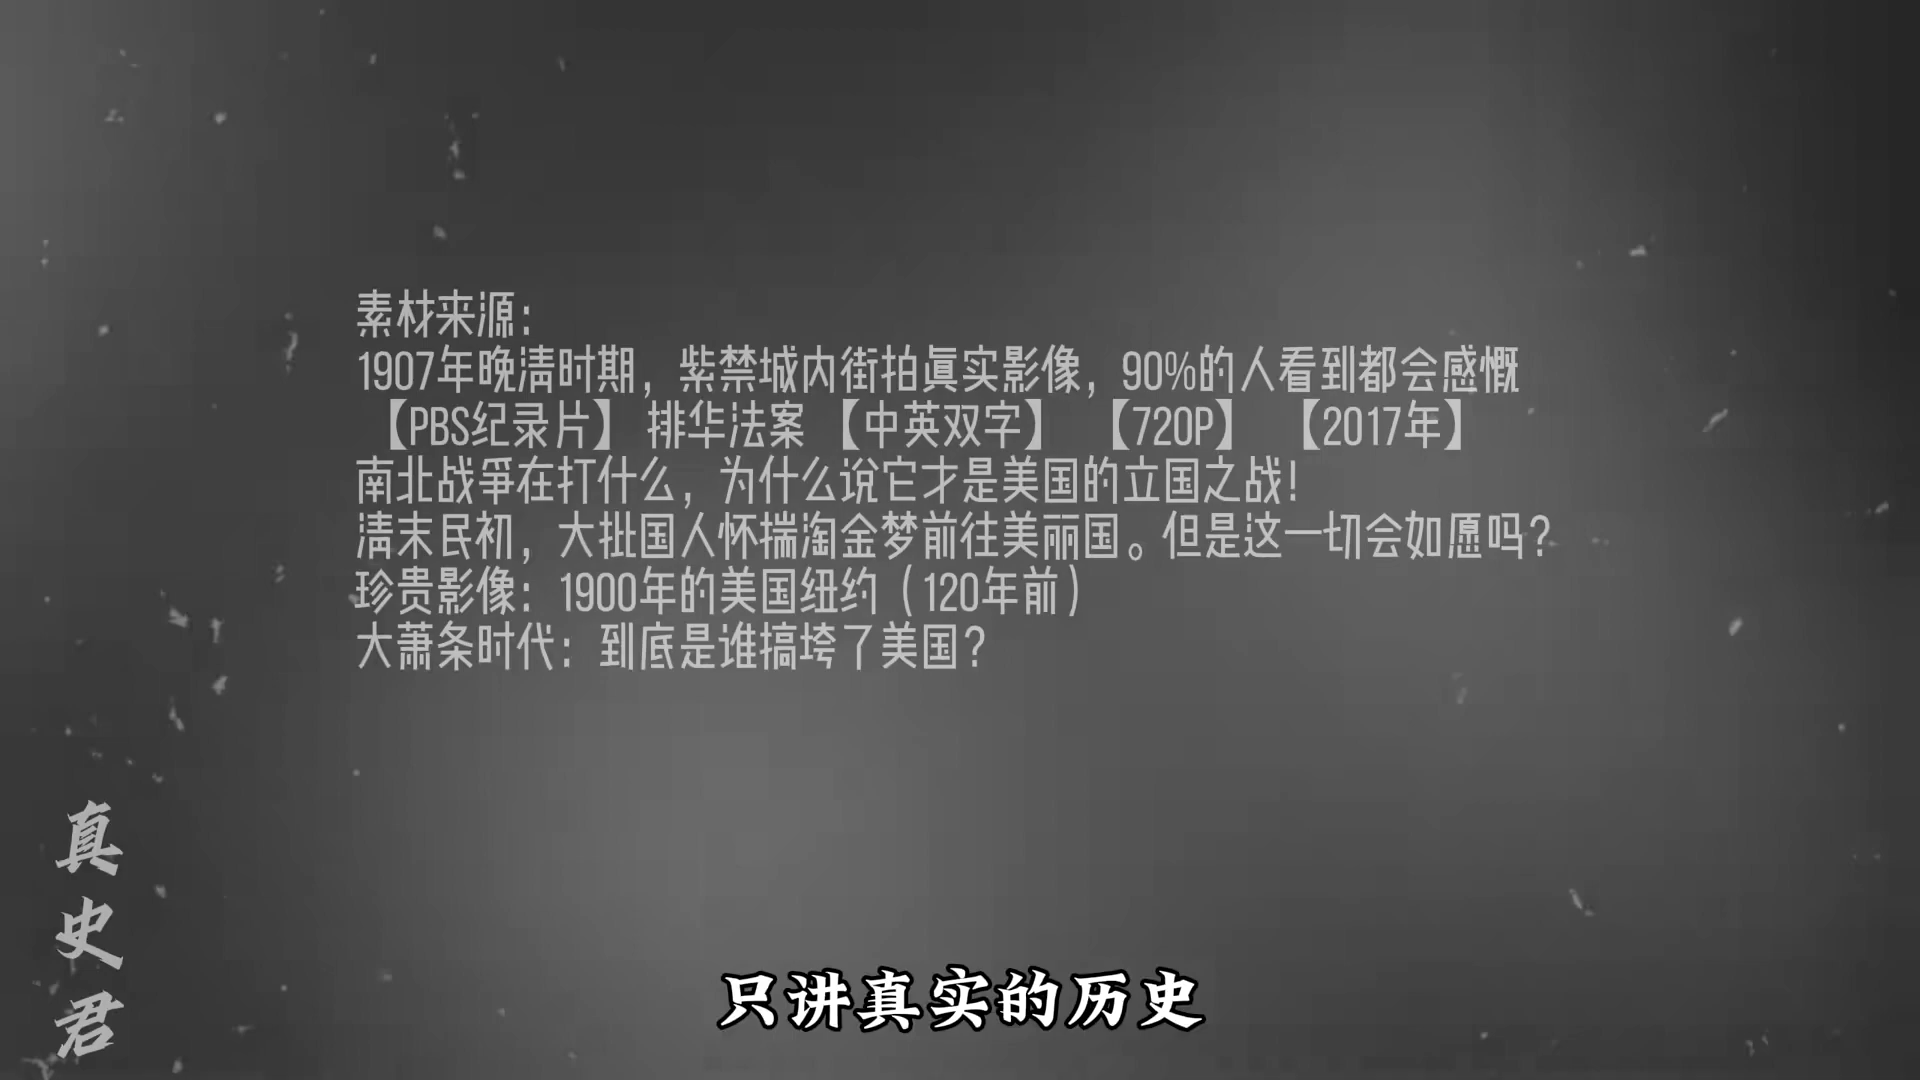 素材来源：
1907年晚清时期，紫禁城内街拍真实影像，90%的人看到都会感慨
【PBS纪录片】 排华法案 【中英双字】 【720P】 【2017年】
南北战争在打什么，为什么说它才是美国的立国之战！
清末民初，大批国人怀揣淘金梦前往美丽国。但是这一切会如愿吗？
珍贵影像：1900年的美国纽约（120年前）
大萧条时代：到底是谁搞垮了美国？
真史君
只讲真实的历史